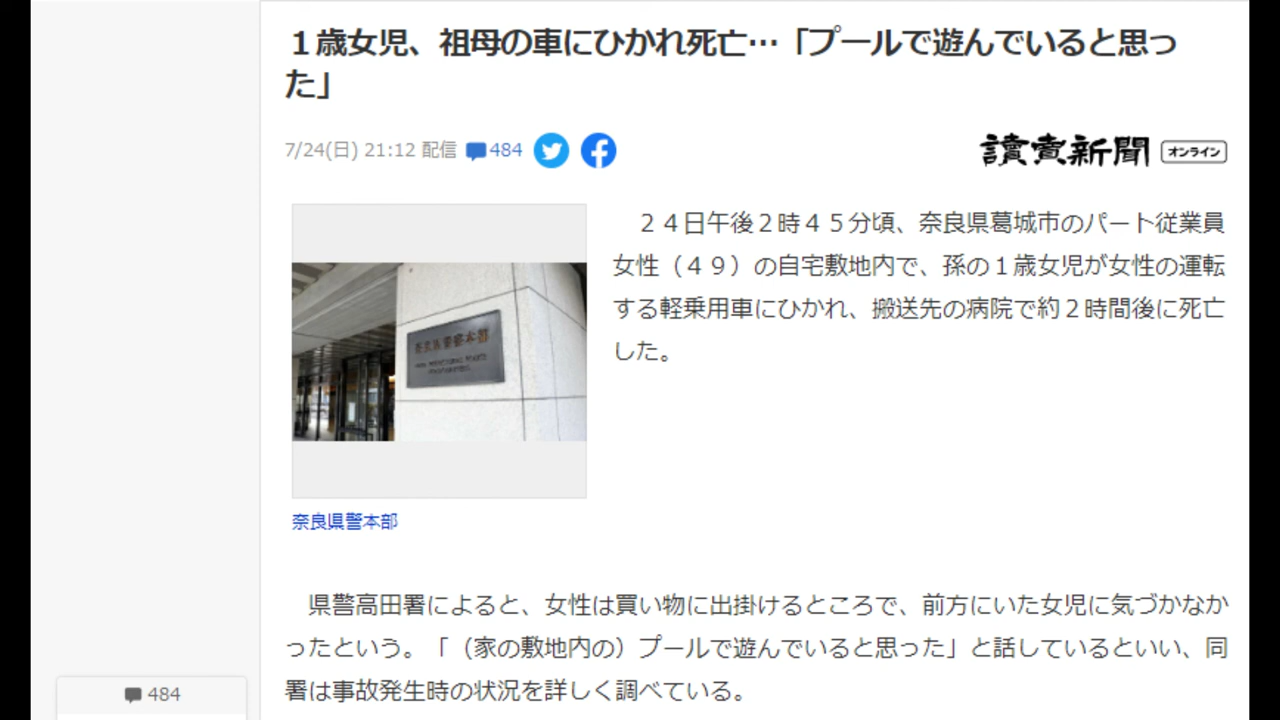 １歳女児、祖母の車にひかれ死亡…「プールで遊んでいると思っ
た」
7/24(日) 21:12 配信 484
讀賣新聞 オンライン
２４日午後２時４５分頃、奈良県葛城市のパート従業員
女性（４９）の自宅敷地内で、孫の１歳女児が女性の運転
する軽乗用車にひかれ、搬送先の病院で約２時間後に死亡
した。
奈良県警察本部
奈良県警本部
県警高田署によると、女性は買い物に出掛けるところで、前方にいた女児に気づかなか
ったという。「（家の敷地内の）プールで遊んでいると思った」と話しているといい、同
署は事故発生時の状況を詳しく調べている。
484